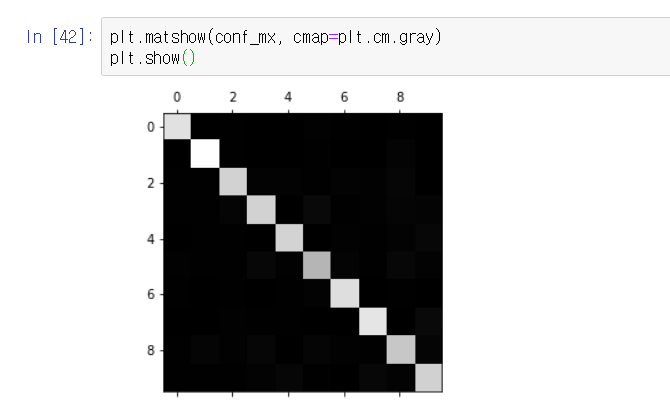 In [42]: plt.matshow(conf_mx, cmap=plt.cm.gray)
plt.show()
0 2 4 6 8
0
2
4
6
8